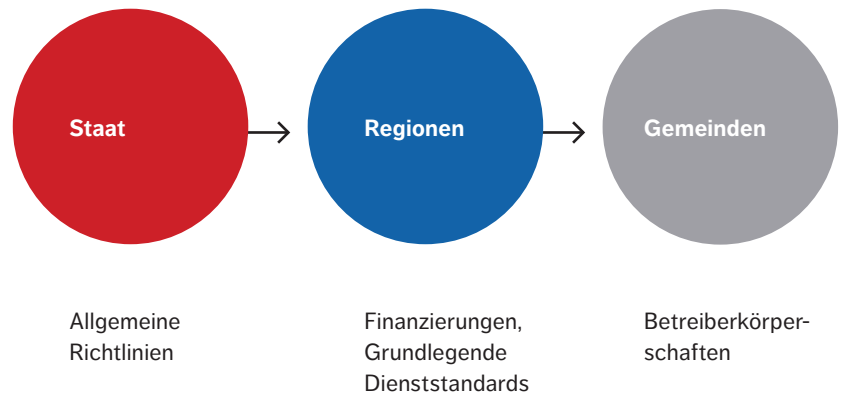 Staat
Regionen
Gemeinden
Allgemeine
Richtlinien
Finanzierungen,
Grundlegende
Dienststandards
Betreiberkörper-
schaften